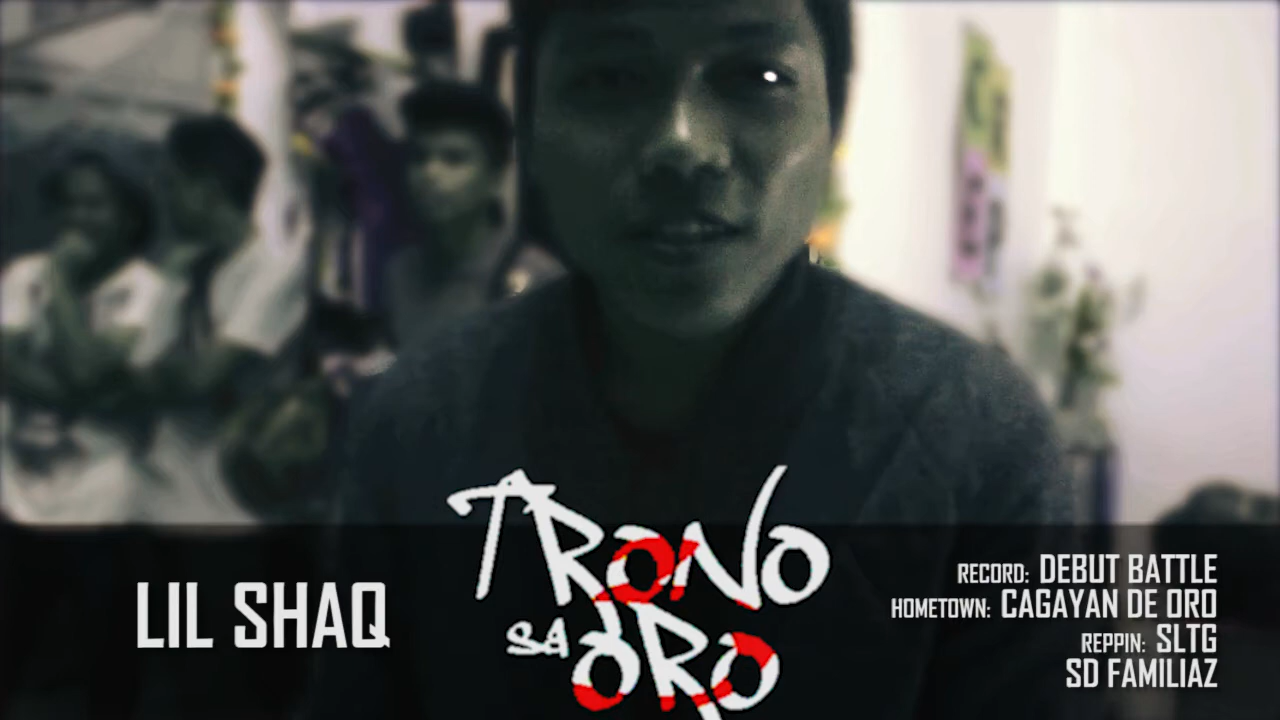 LIL SHAQ
TRONO
SA ORO
RECORD: DEBUT BATTLE
HOMETOWN: CAGAYAN DE ORO
REPPIN: SLTG
SD FAMILIAZ